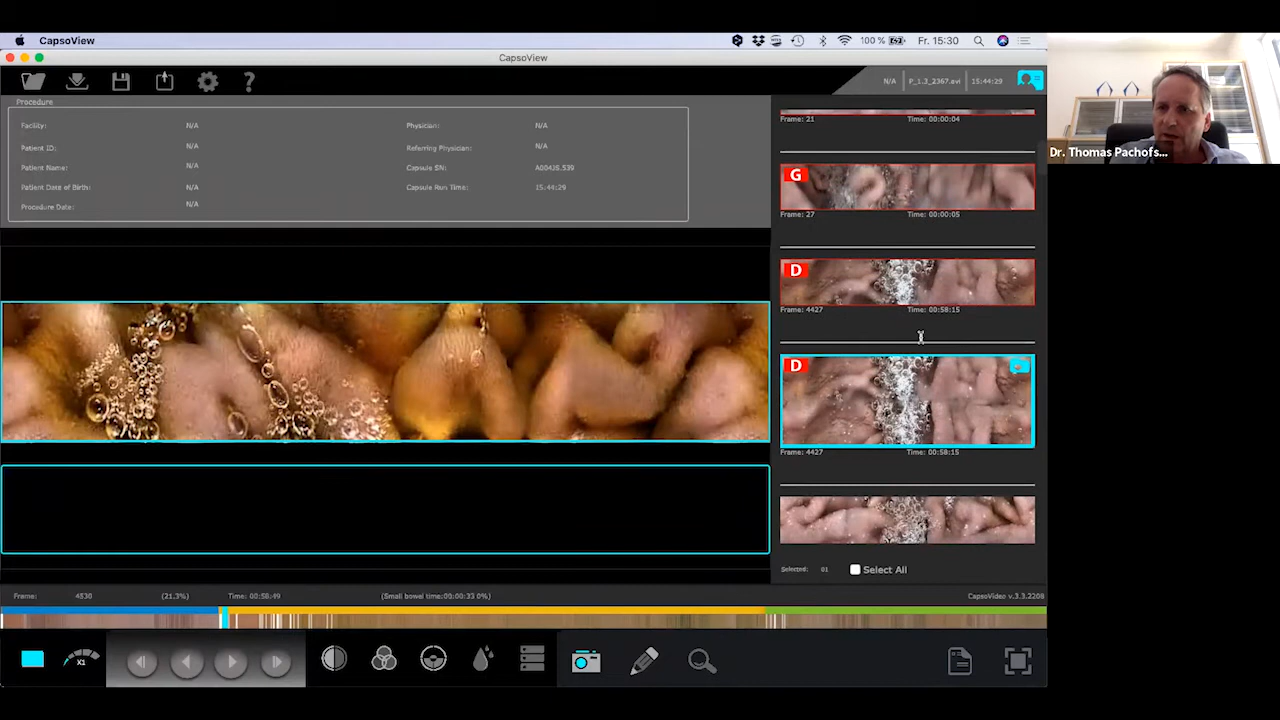 CapsoView
100 %
Fr. 15:30
CapsoView
N/A
P_1.3_2367.avi
15:44:29
Procedure
Facility: N/A Physician: N/A
Patient ID: N/A Referring Physician: N/A
Patient Name: N/A Capsule SN: A00435.539
Patient Date of Birth: N/A Capsule Run Time: 15:44:29
Procedure Date: N/A
Frame: 21 Time: 00:00:04
G
Frame: 27 Time: 00:00:05
D
Frame: 4427 Time: 00:58:15
D
Frame: 4427 Time: 00:58:15
Selected: 01 Select All
Dr. Thomas Pachofs...
Frame: 4830 (21.3%) Time: 00:58:49 (Small bowel time:00:00:33 0%) CapsoVideo v.3.3.2208
X1